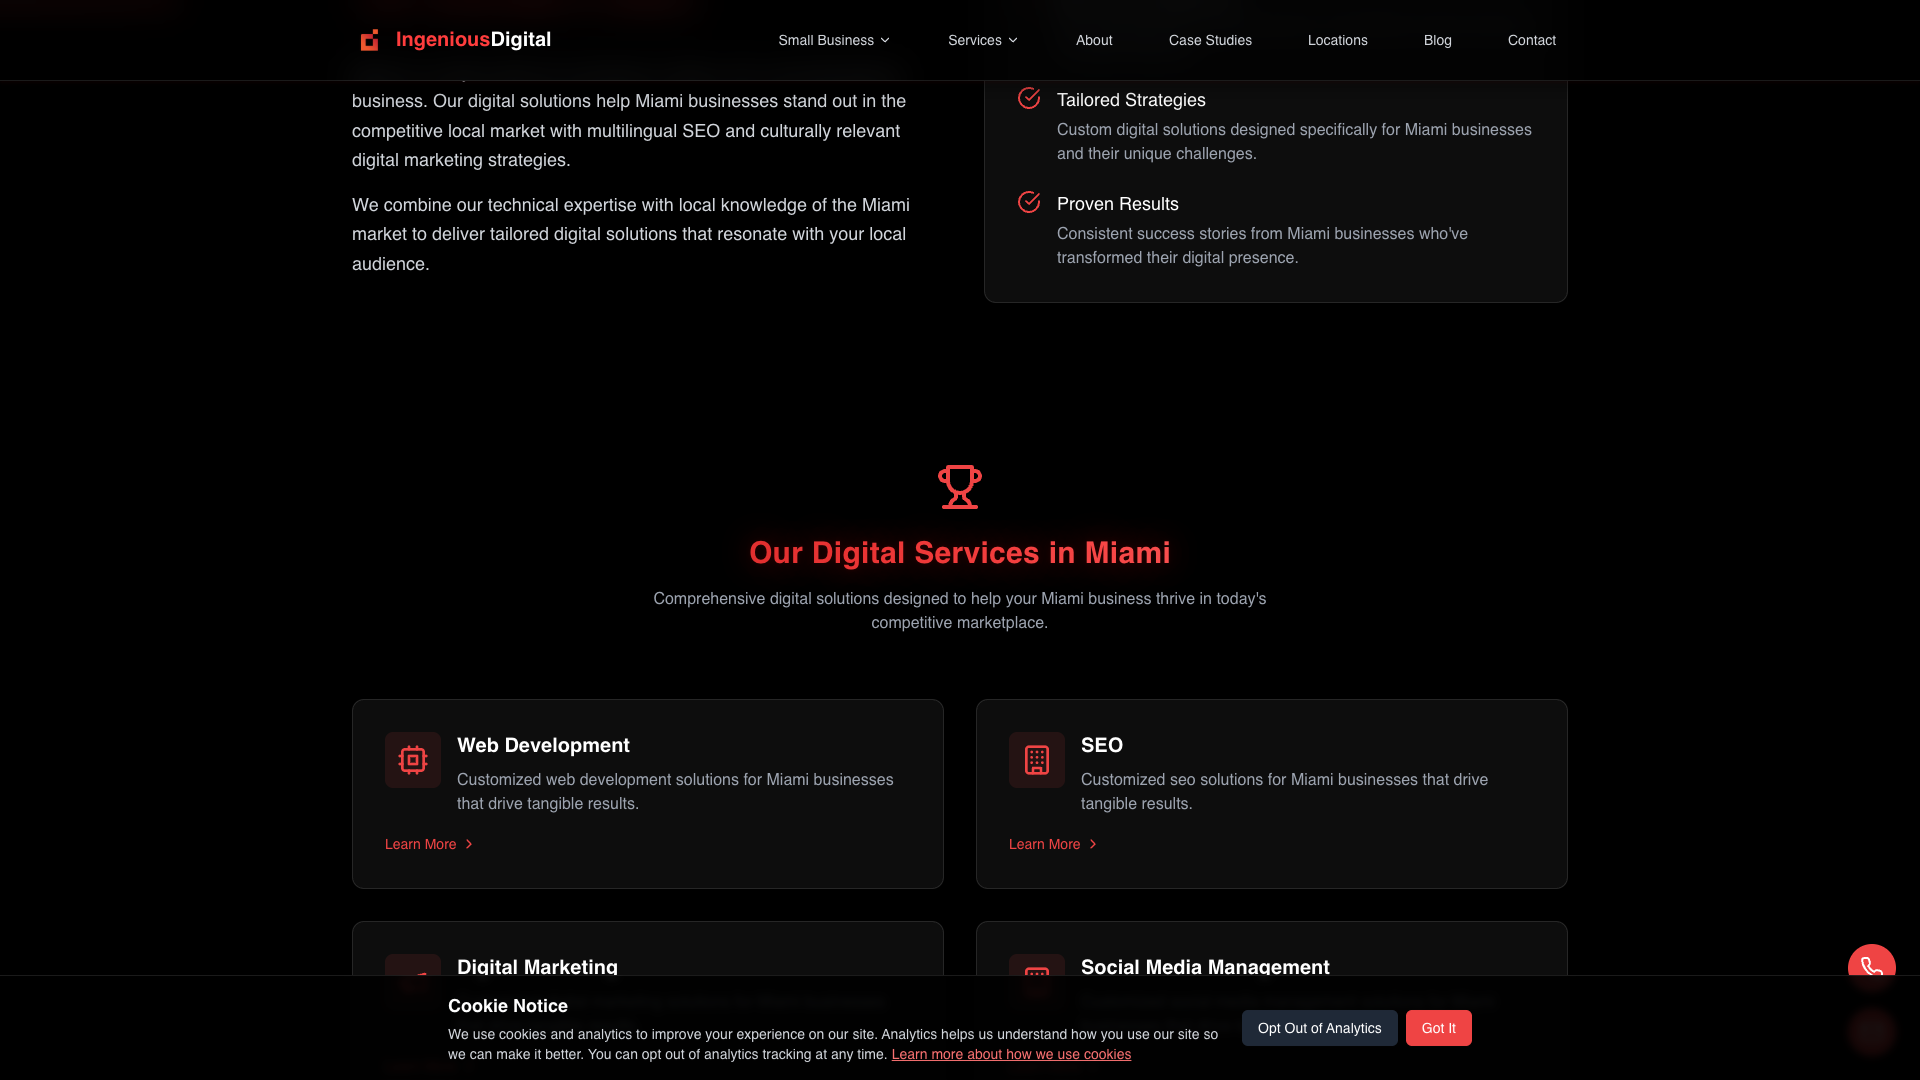 IngeniousDigital
Small Business
Services
About
Case Studies
Locations
Blog
Contact
business. Our digital solutions help Miami businesses stand out in the
competitive local market with multilingual SEO and culturally relevant
digital marketing strategies.
We combine our technical expertise with local knowledge of the Miami
market to deliver tailored digital solutions that resonate with your local
audience.
Tailored Strategies
Custom digital solutions designed specifically for Miami businesses
and their unique challenges.
Proven Results
Consistent success stories from Miami businesses who've
transformed their digital presence.
Our Digital Services in Miami
Comprehensive digital solutions designed to help your Miami business thrive in today's
competitive marketplace.
Web Development
Customized web development solutions for Miami businesses
that drive tangible results.
Learn More
SEO
Customized seo solutions for Miami businesses that drive
tangible results.
Learn More
Digital Marketing
Social Media Management
Cookie Notice
We use cookies and analytics to improve your experience on our site. Analytics helps us understand how you use our site so
we can make it better. You can opt out of analytics tracking at any time. Learn more about how we use cookies
Opt Out of Analytics
Got It